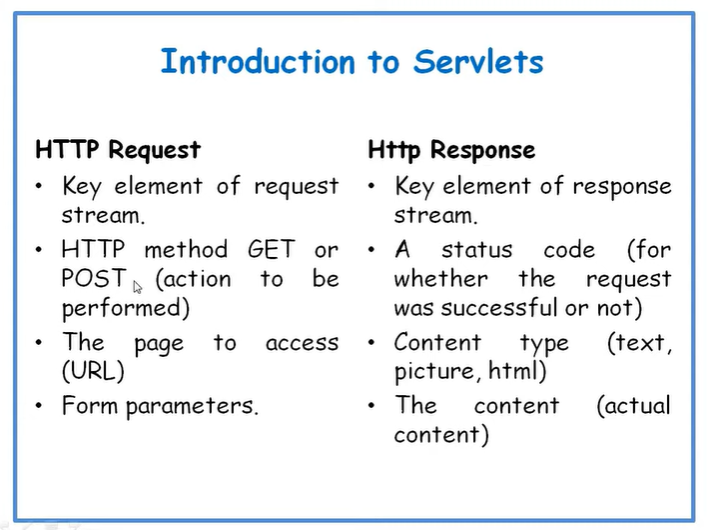 Introduction to Servlets
HTTP Request
• Key element of request
stream.
• HTTP method GET or
POST (action to be
performed)
• The page to access
(URL)
• Form parameters.
Http Response
• Key element of response
stream.
• A status code (for
whether the request
was successful or not)
• Content type (text,
picture, html)
• The content (actual
content)